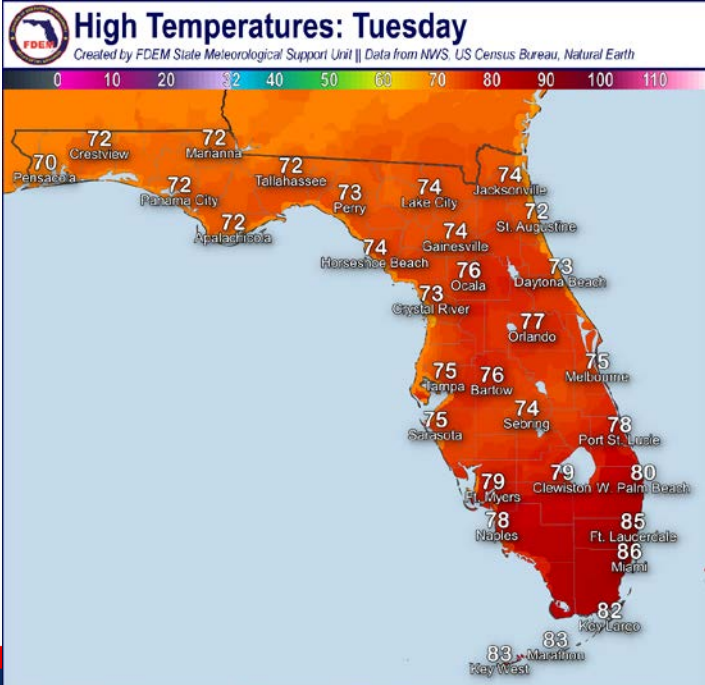 High Temperatures: Tuesday
Created by FDEM State Meteorological Support Unit || Data from NWS, US Census Bureau, Natural Earth
FDEM
0 10 20 32 40 50 60 70 80 90 100 110
72
Crestview
72
Marianna
70
Pensacola
72
Tallahassee
72
Panama City
73
Perry
74
Lake City
74
Jacksonville
72
Apalachicola
72
St. Augustine
74
Horseshoe Beach
74
Gainesville
76
Ocala
73
Daytona Beach
73
Crystal River
77
Orlando
75
Melbourne
75
Tampa
76
Bartow
75
Sarasota
74
Sebring
78
Port St. Lucie
79
Ft. Myers
79
Clewiston
80
W. Palm Beach
78
Naples
85
Ft. Lauderdale
86
Miami
82
Key Largo
83
Marathon
83
Key West